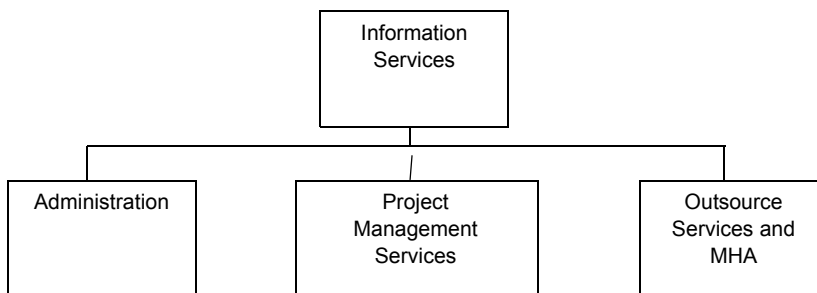 Information
Services
Administration
Project
Management
Services
Outsource
Services and
MHA